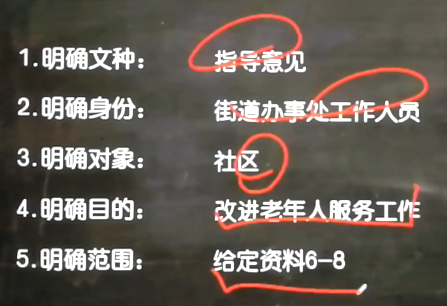 1.明确文种： 指导意见
2.明确身份： 街道办事处工作人员
3.明确对象： 社区
4.明确目的： 改进老年人服务工作
5.明确范围： 给定资料6-8